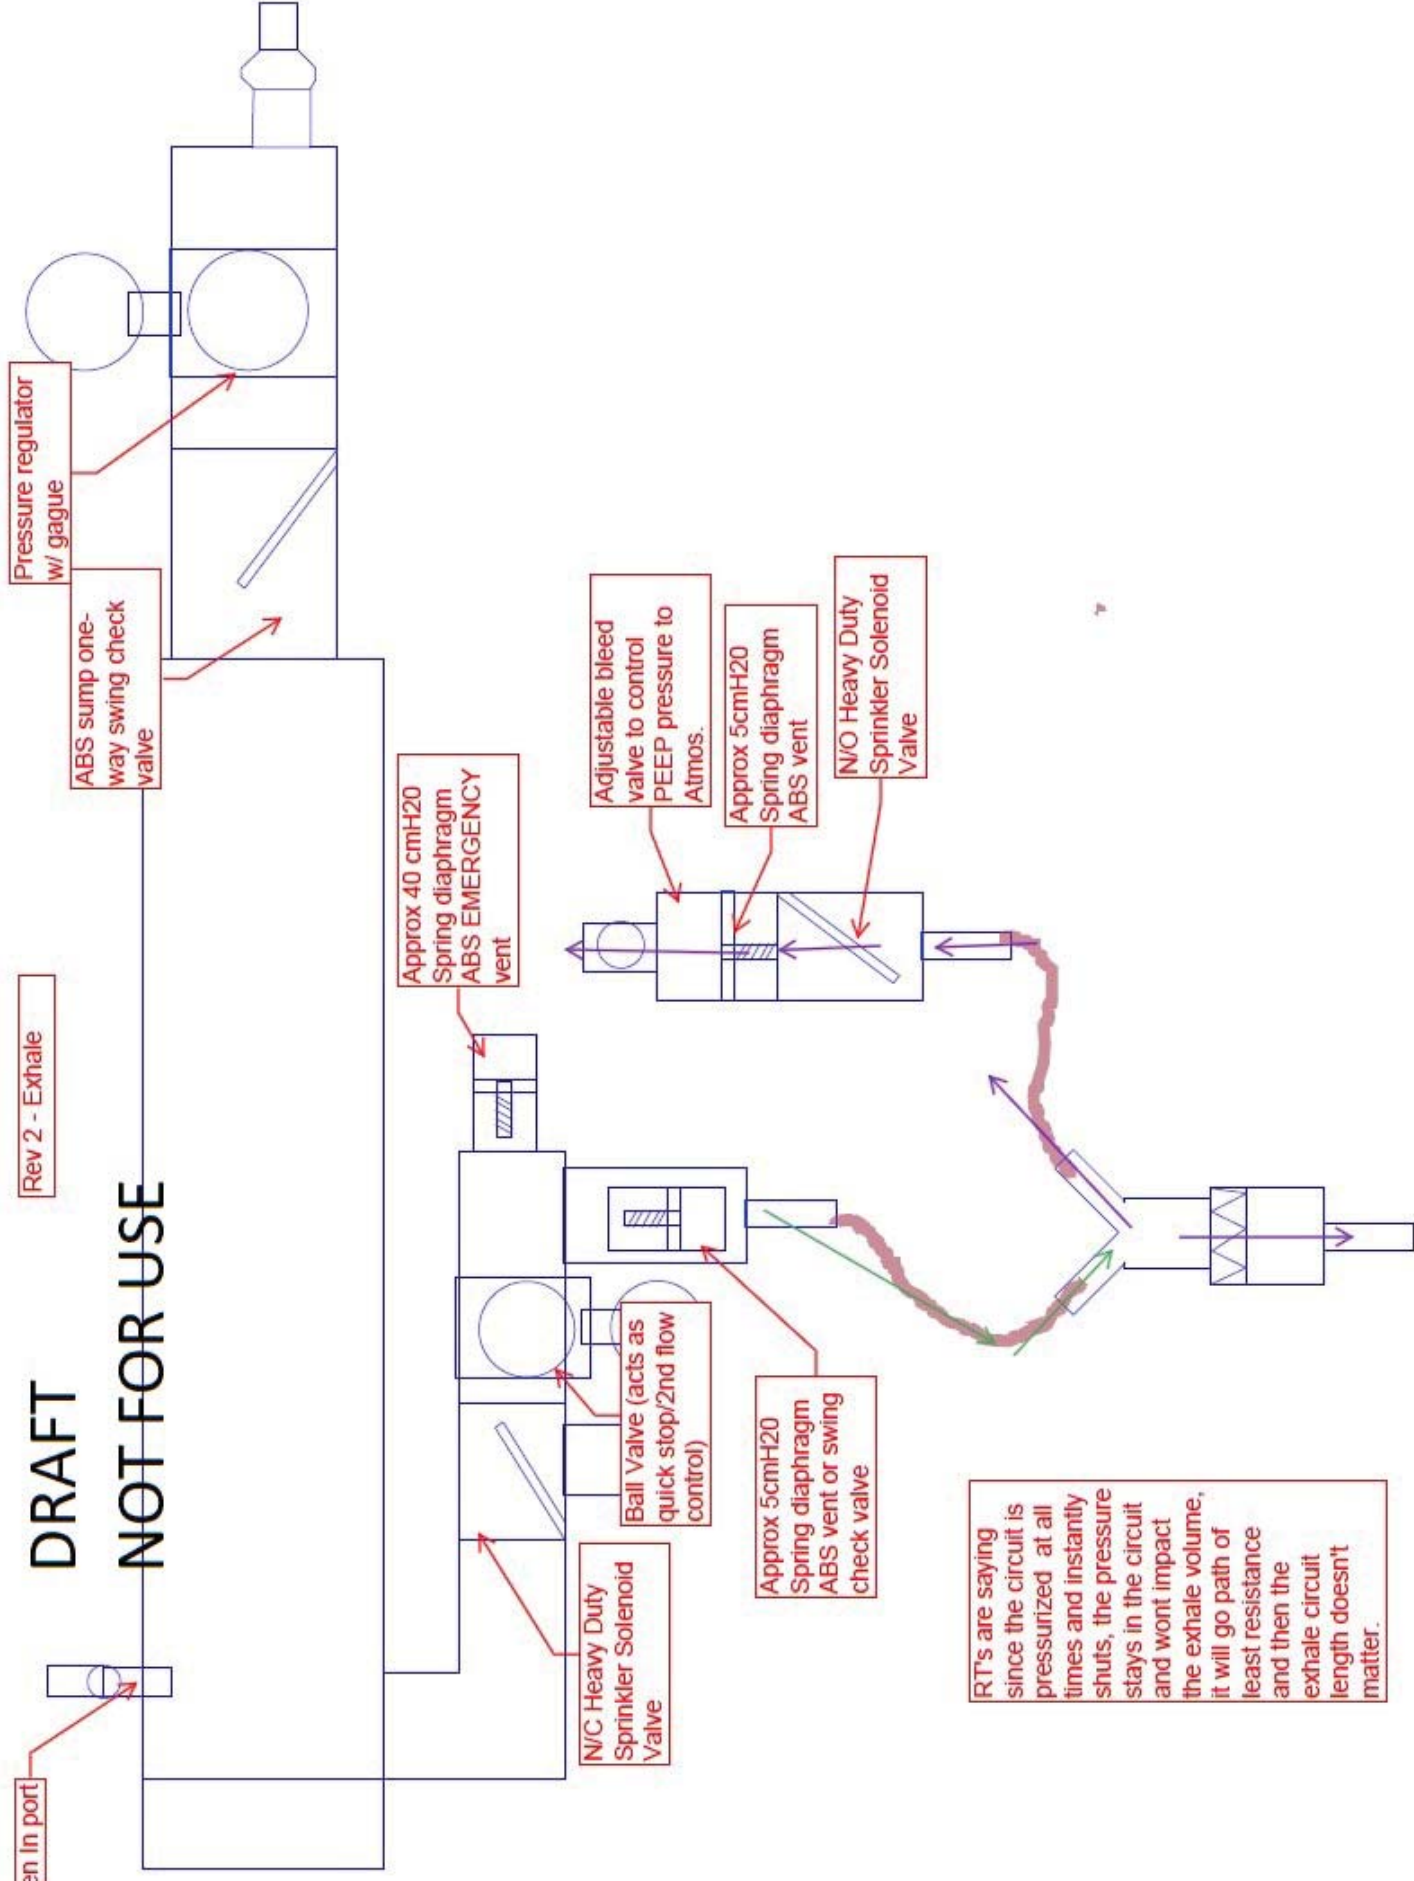 DRAFT
NOT FOR USE
Rev 2 - Exhale
en In port
ABS sump one-
way swing check
valve
Pressure regulator
w/ gague
Approx 40 cmH20
Spring diaphragm
ABS EMERGENCY
vent
N/C Heavy Duty
Sprinkler Solenoid
Valve
Ball Valve (acts as
quick stop/2nd flow
control)
Approx 5cmH20
Spring diaphragm
ABS vent or swing
check valve
Adjustable bleed
valve to control
PEEP pressure to
Atmos.
Approx 5cmH20
Spring diaphragm
ABS vent
N/O Heavy Duty
Sprinkler Solenoid
Valve
RT's are saying
since the circuit is
pressurized at all
times and instantly
shuts, the pressure
stays in the circuit
and wont impact
the exhale volume,
it will go path of
least resistance
and then the
exhale circuit
length doesn't
matter.